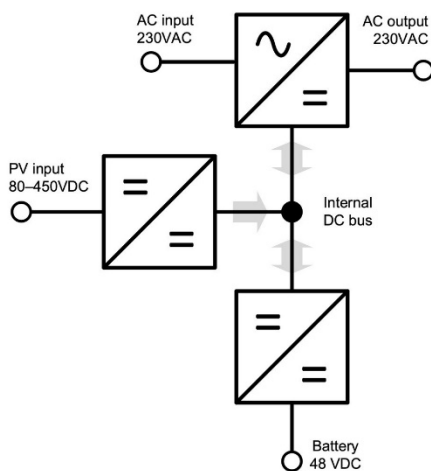 AC input
230VAC
AC output
230VAC
PV input
80–450VDC
Internal
DC bus
Battery
48 VDC